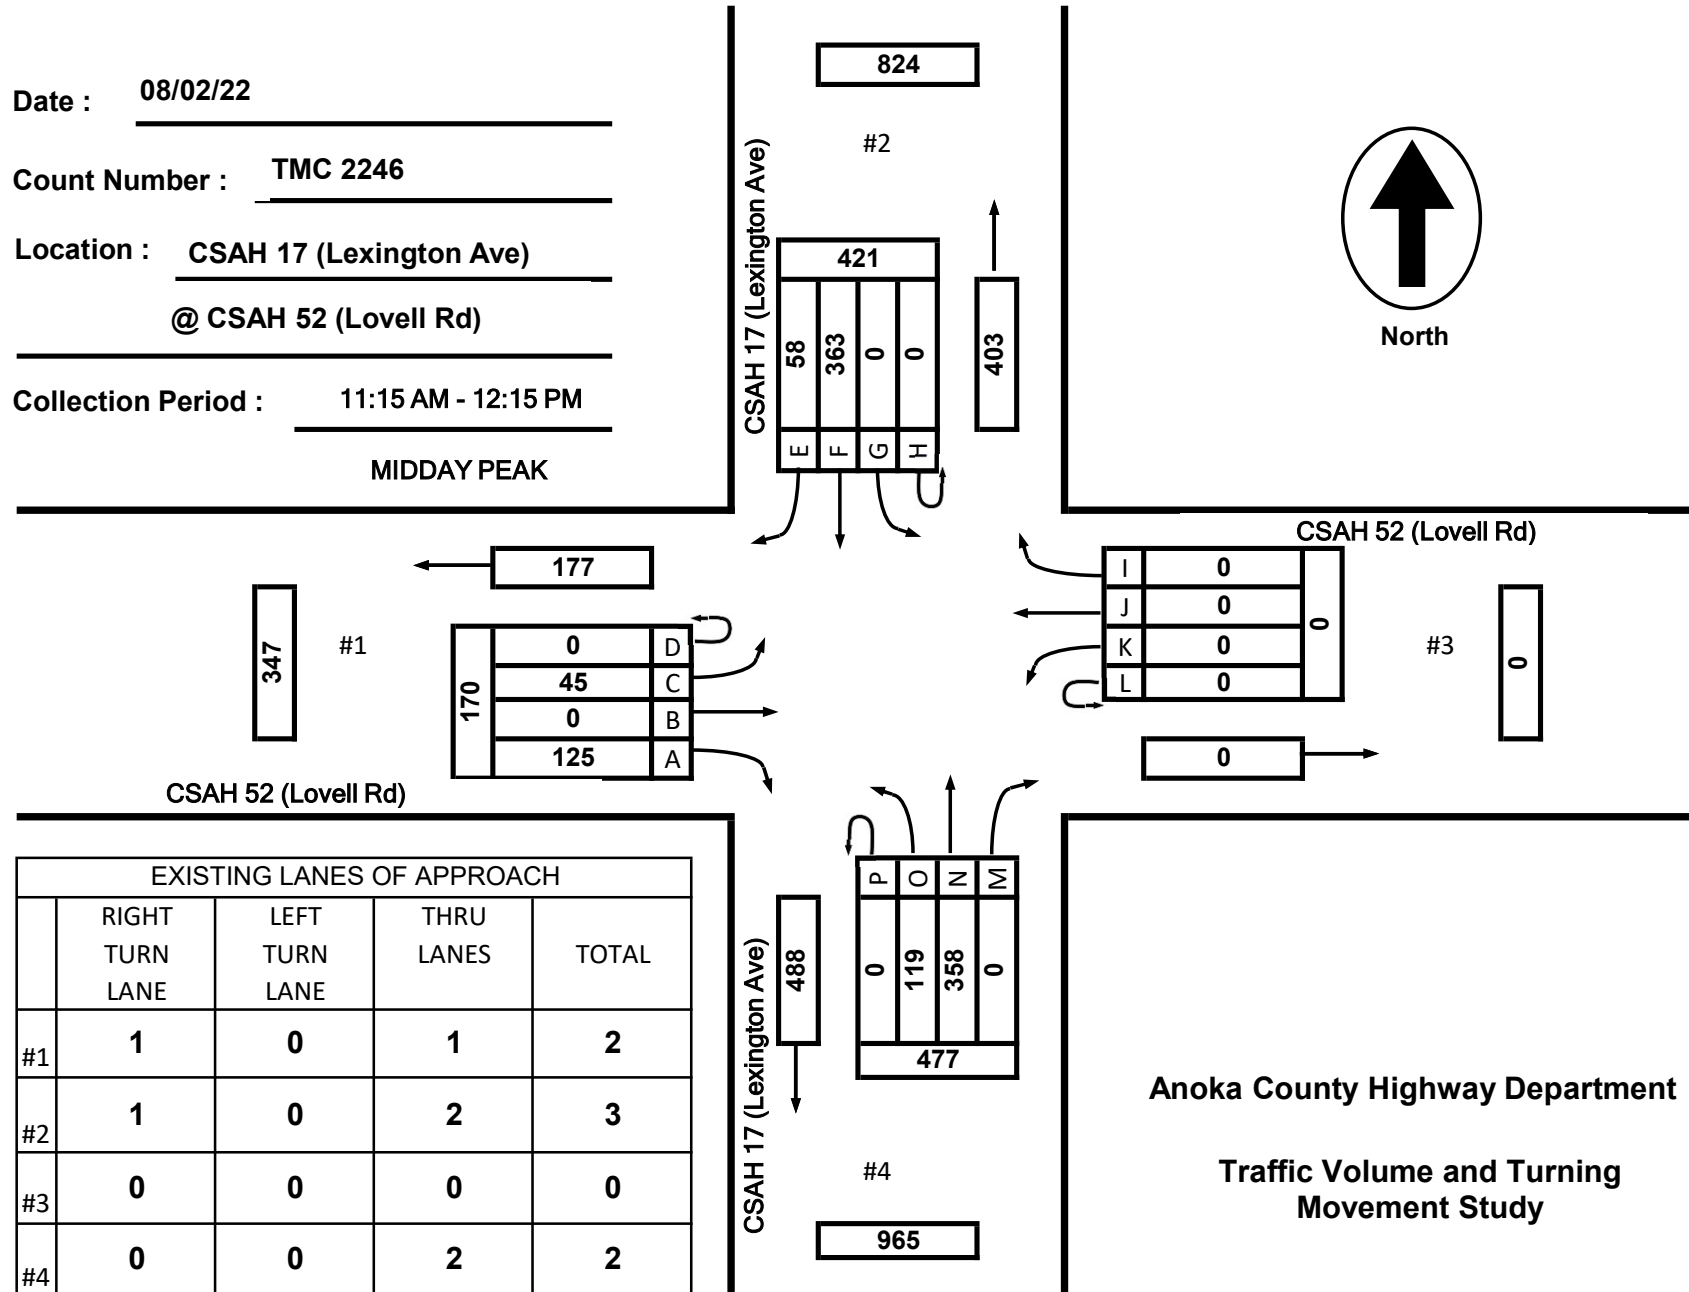 Date : 08/02/22
Count Number : TMC 2246
Location : CSAH 17 (Lexington Ave)
@ CSAH 52 (Lovell Rd)
Collection Period : 11:15 AM - 12:15 PM
MIDDAY PEAK
824
#2
CSAH 17 (Lexington Ave)
421
58 363 0 0
E F G H
403
North
CSAH 52 (Lovell Rd)
177
347
#1
170
0 D
45 C
0 B
125 A
CSAH 52 (Lovell Rd)
I 0
J 0
K 0
L 0
0
#3
0
0
P O N M
0 119 358 0
477
488
CSAH 17 (Lexington Ave)
#4
965
EXISTING LANES OF APPROACH
RIGHT LEFT THRU
TURN TURN LANES TOTAL
LANE LANE
#1 1 0 1 2
#2 1 0 2 3
#3 0 0 0 0
#4 0 0 2 2
Anoka County Highway Department
Traffic Volume and Turning
Movement Study